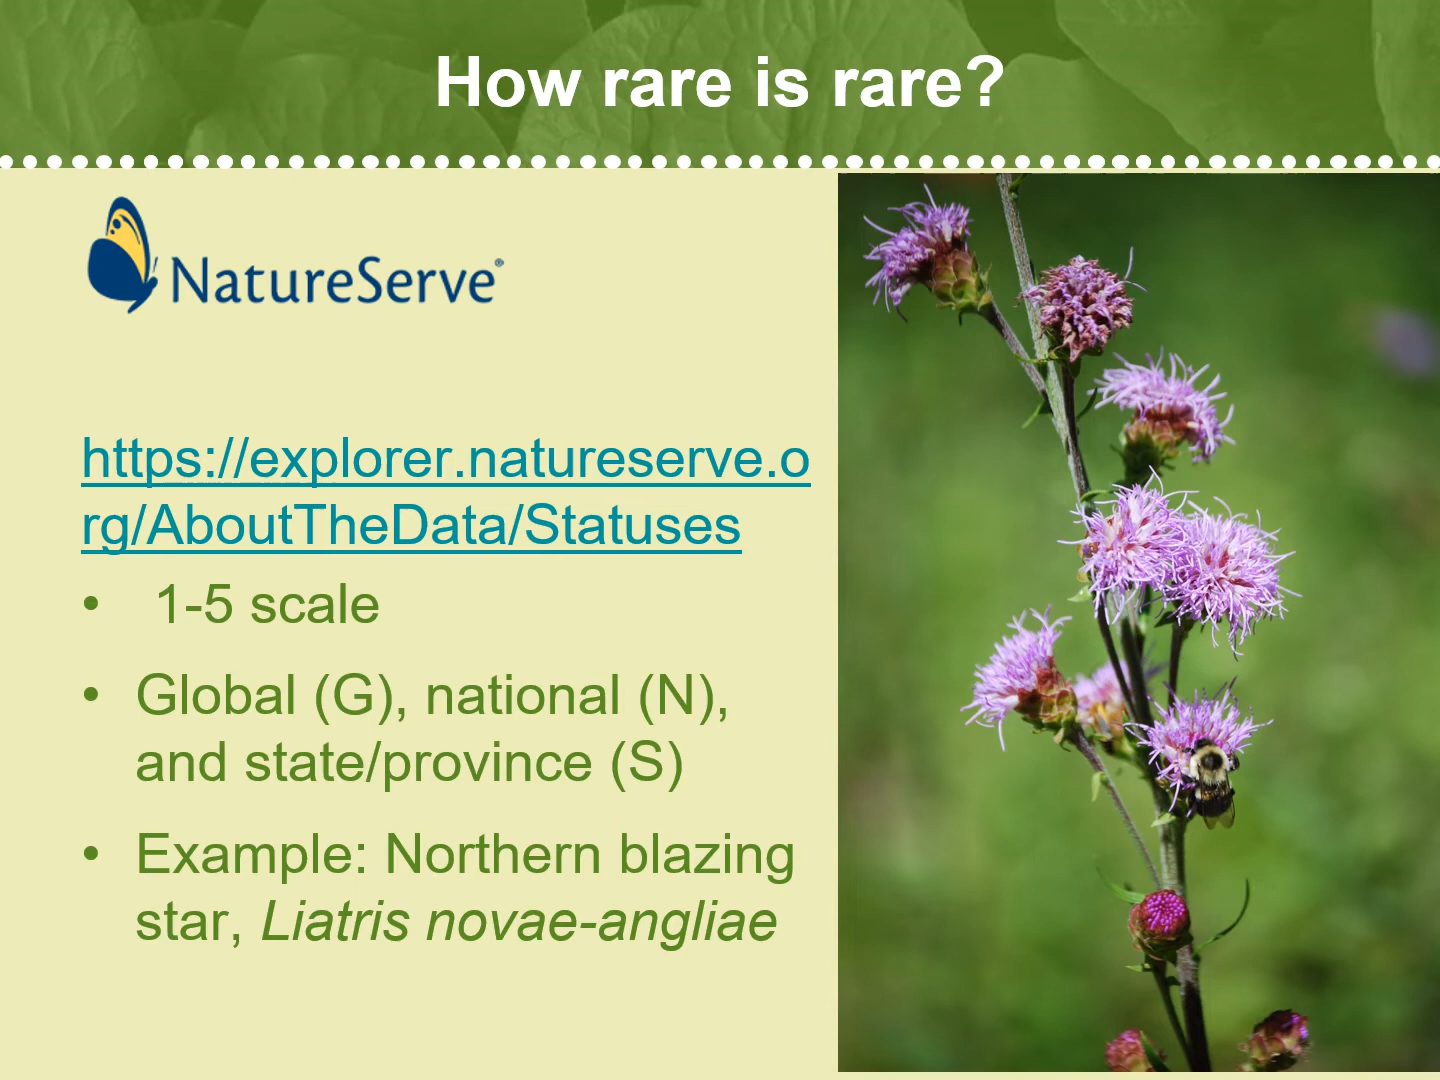 How rare is rare?
NatureServe®
https://explorer.natureserve.o
rg/AboutTheData/Statuses
• 1-5 scale
• Global (G), national (N),
and state/province (S)
• Example: Northern blazing
star, Liatris novae-angliae